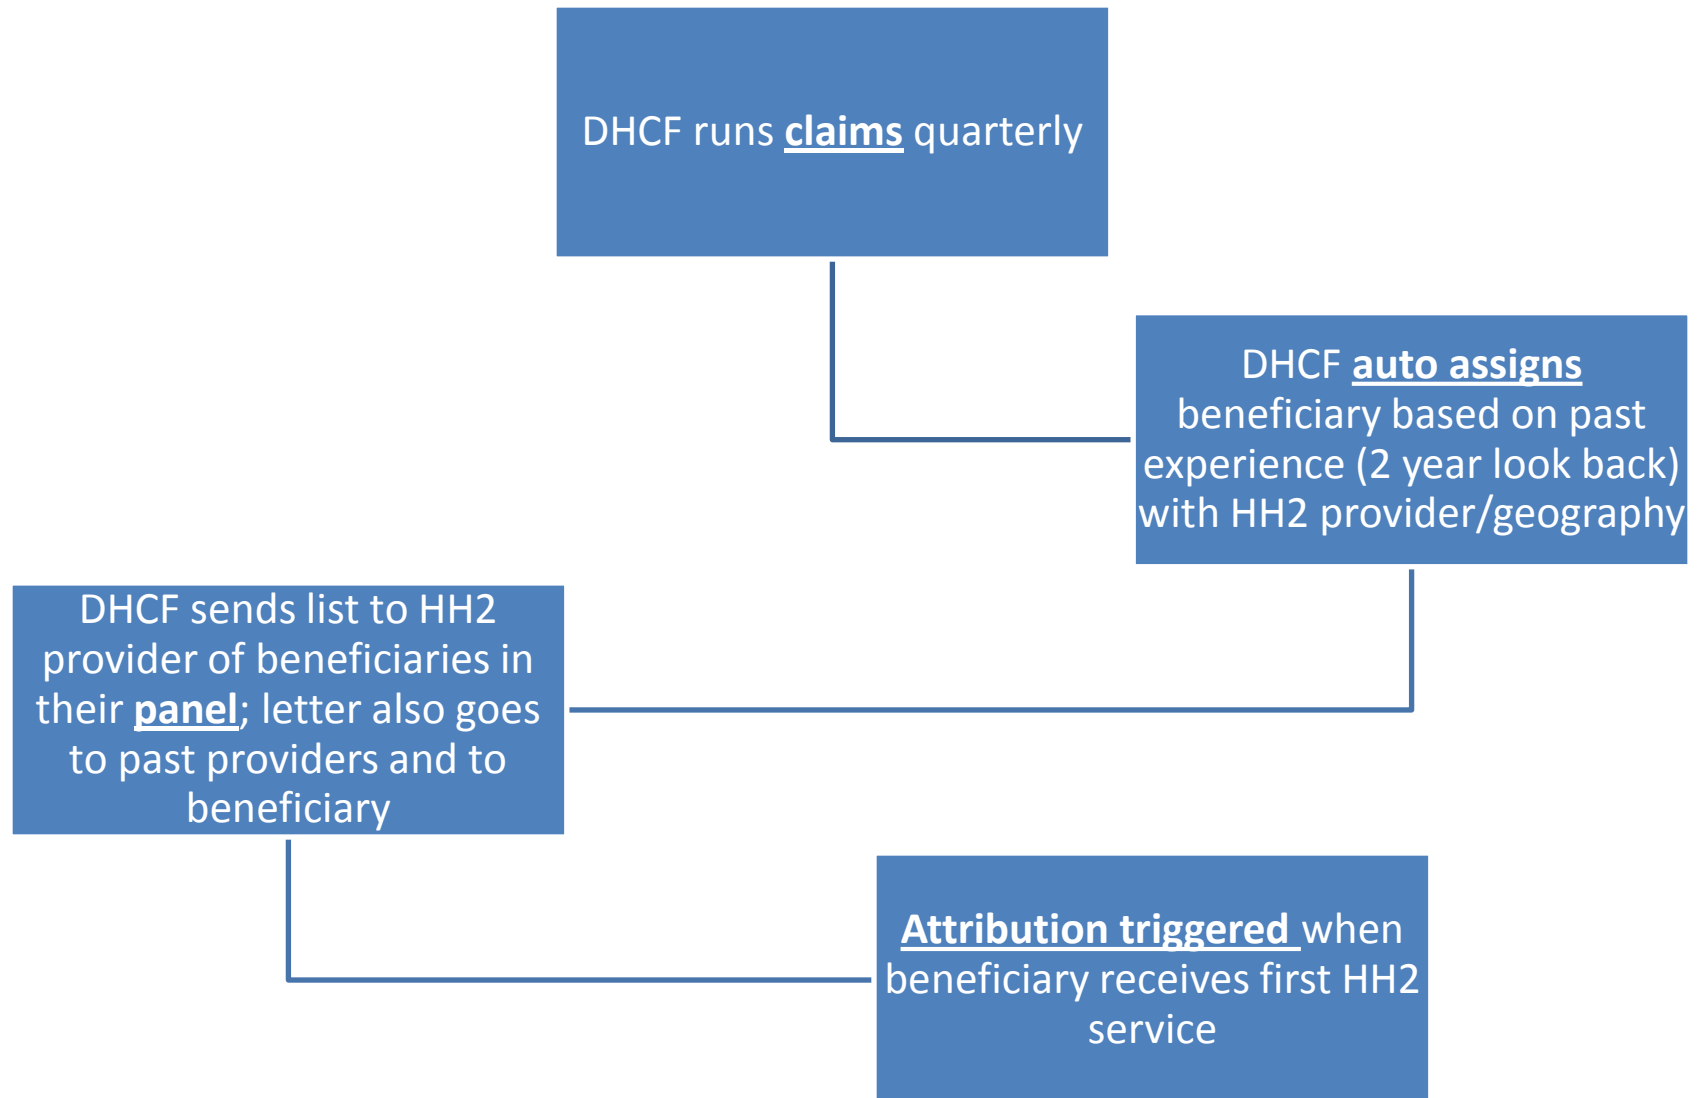 DHCF runs claims quarterly
DHCF auto assigns
beneficiary based on past
experience (2 year look back)
with HH2 provider/geography
DHCF sends list to HH2
provider of beneficiaries in
their panel; letter also goes
to past providers and to
beneficiary
Attribution triggered when
beneficiary receives first HH2
service